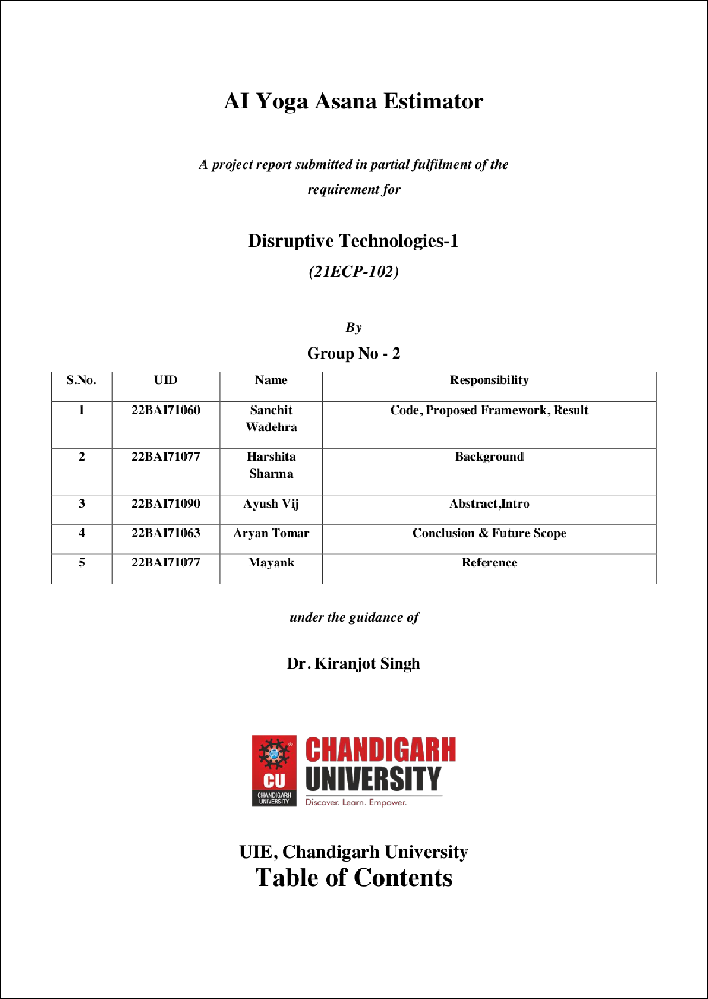 AI Yoga Asana Estimator
A project report submitted in partial fulfilment of the
requirement for
Disruptive Technologies-1
(21ECP-102)
By
Group No - 2
S.No. UID Name Responsibility
1 22BAI71060 Sanchit Wadehra Code, Proposed Framework, Result
2 22BAI71077 Harshita Sharma Background
3 22BAI71090 Ayush Vij Abstract,Intro
4 22BAI71063 Aryan Tomar Conclusion & Future Scope
5 22BAI71077 Mayank Reference
under the guidance of
Dr. Kiranjot Singh
®
CU
CHANDIGARH
UNIVERSITY
CHANDIGARH
UNIVERSITY
Discover. Learn. Empower.
UIE, Chandigarh University
Table of Contents